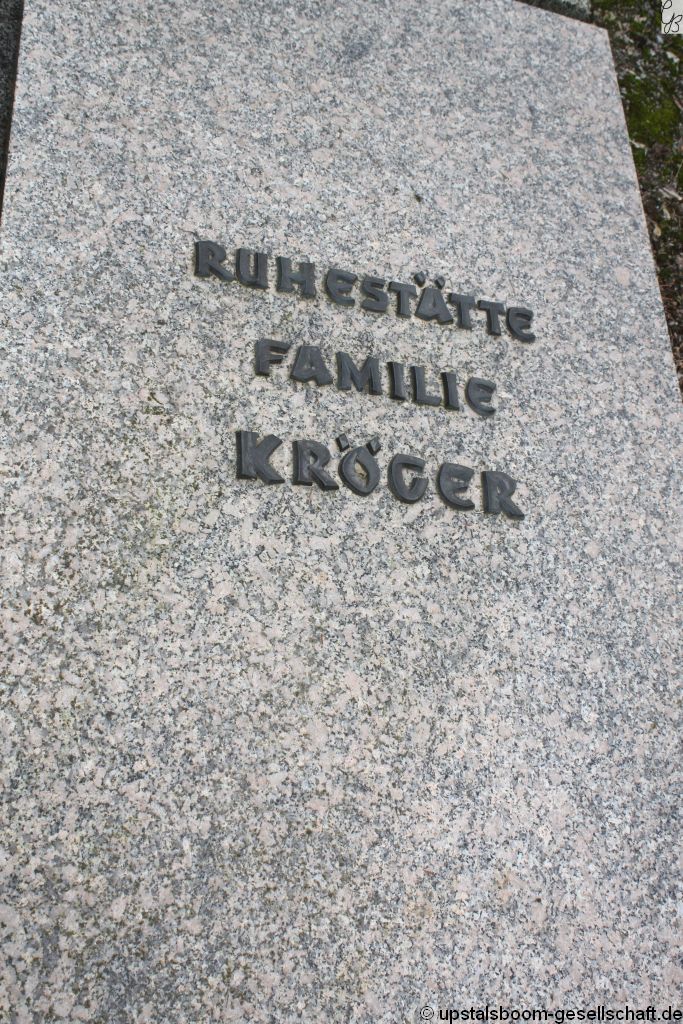 RUHESTÄTTE
FAMILIE
KRÖGER
© upstalsboom-gesellschaft.de